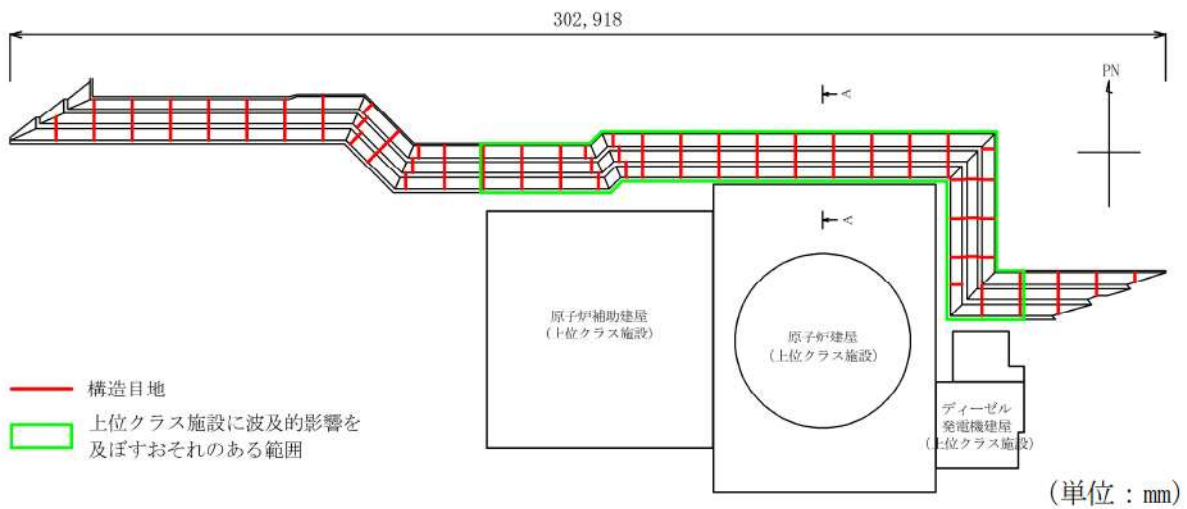 302,918
PN
A
A
原子炉補助建屋
(上位クラス施設)
原子炉建屋
(上位クラス施設)
ディーゼル
発電機建屋
(上位クラス施設)
構造目地
上位クラス施設に波及的影響を
及ぼすおそれのある範囲
(単位：mm)